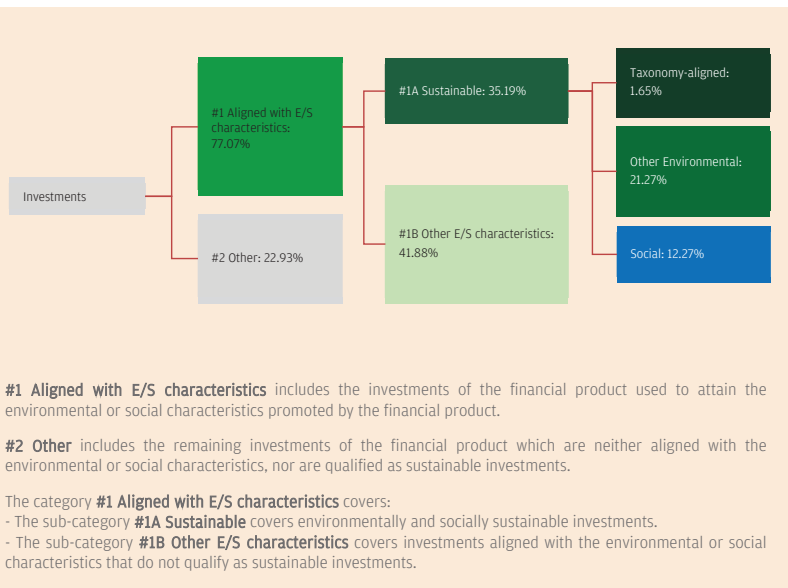 Investments
#1 Aligned with E/S
characteristics:
77.07%
#2 Other: 22.93%
#1A Sustainable: 35.19%
#1B Other E/S characteristics:
41.88%
Taxonomy-aligned:
1.65%
Other Environmental:
21.27%
Social: 12.27%
#1 Aligned with E/S characteristics includes the investments of the financial product used to attain the
environmental or social characteristics promoted by the financial product.
#2 Other includes the remaining investments of the financial product which are neither aligned with the
environmental or social characteristics, nor are qualified as sustainable investments.
The category #1 Aligned with E/S characteristics covers:
- The sub-category #1A Sustainable covers environmentally and socially sustainable investments.
- The sub-category #1B Other E/S characteristics covers investments aligned with the environmental or social
characteristics that do not qualify as sustainable investments.